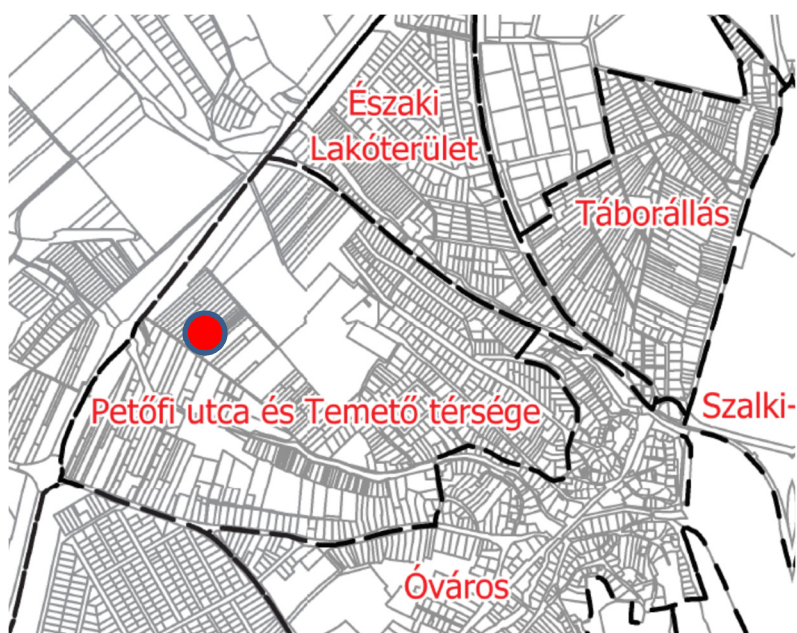 Északi
Lakóterület
Táborállás
Petőfi utca és Temető térsége
Szalki-
Óváros